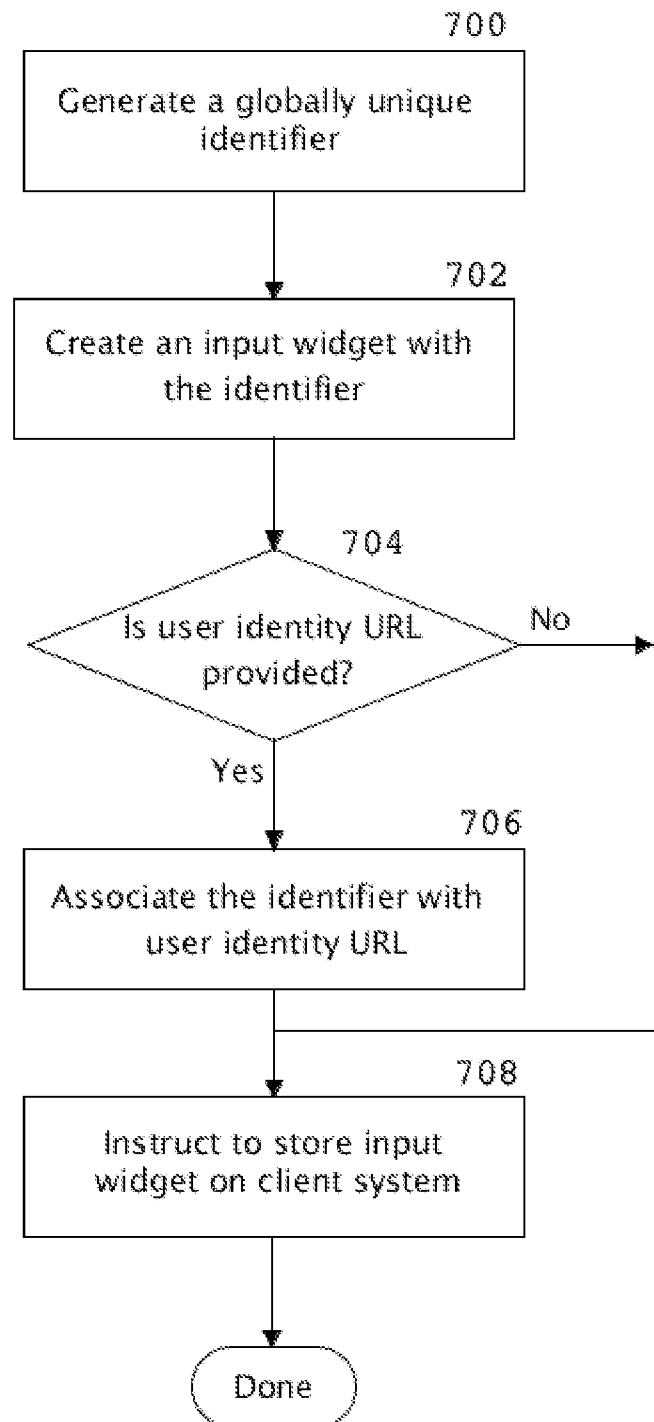 700
Generate a globally unique
identifier
702
Create an input widget with
the identifier
704
Is user identity URL
provided?
No
Yes
706
Associate the identifier with
user identity URL
708
Instruct to store input
widget on client system
Done